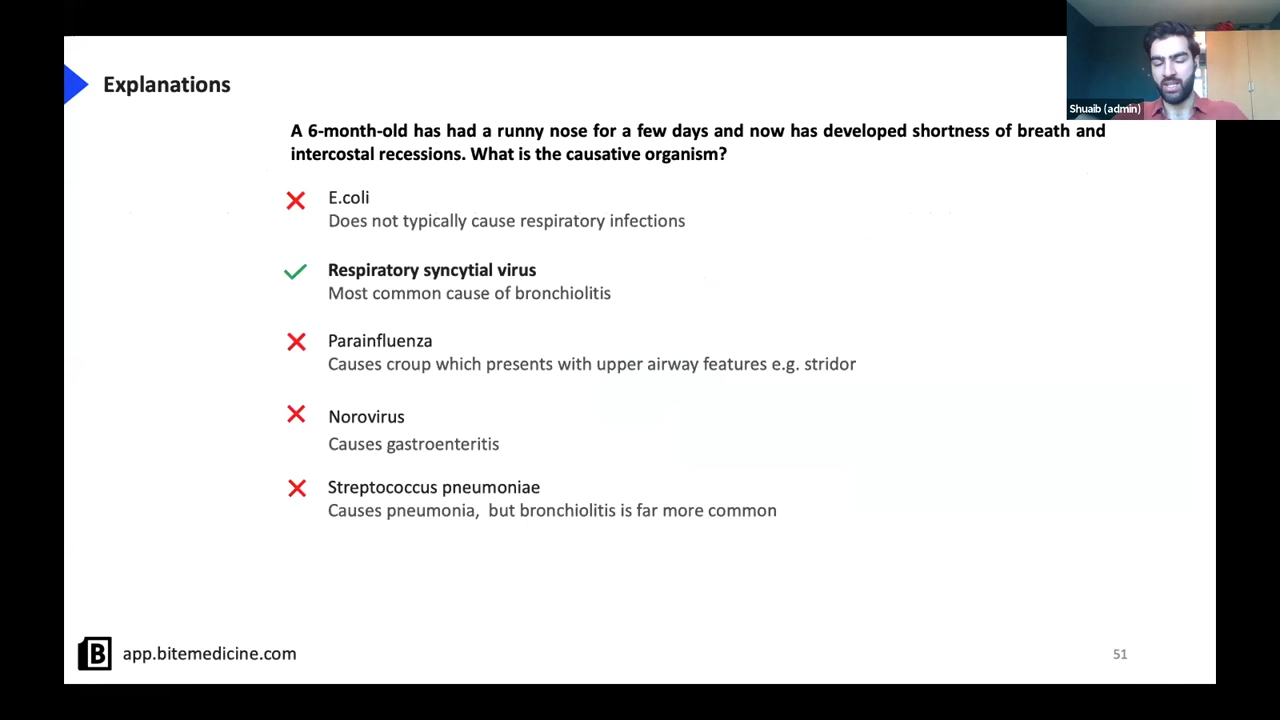 Explanations
Shuaib (admin)
A 6-month-old has had a runny nose for a few days and now has developed shortness of breath and
intercostal recessions. What is the causative organism?
E.coli
Does not typically cause respiratory infections
Respiratory syncytial virus
Most common cause of bronchiolitis
Parainfluenza
Causes croup which presents with upper airway features e.g. stridor
Norovirus
Causes gastroenteritis
Streptococcus pneumoniae
Causes pneumonia, but bronchiolitis is far more common
B app.bitemedicine.com
51